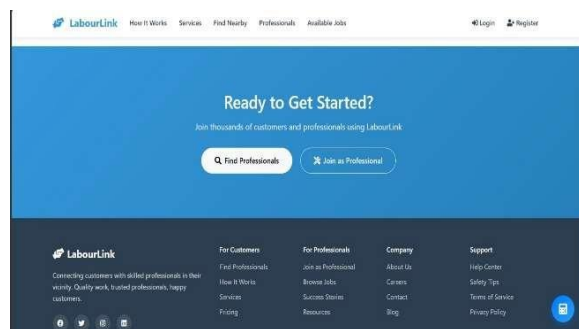 LabourLink How It Works Services Find Nearby Professionals Available Jobs Login Register
Ready to Get Started?
Join thousands of customers and professionals using LabourLink
Find Professionals Join as Professional
LabourLink
Connecting customers with skilled professionals in their
vicinity. Quality work, trusted professionals, happy
customers.
For Customers
Find Professionals
How It Works
Services
Pricing
For Professionals
Join as Professional
Browse Jobs
Success Stories
Resources
Company
About Us
Careers
Contact
Blog
Support
Help Center
Safety Tips
Terms of Service
Privacy Policy